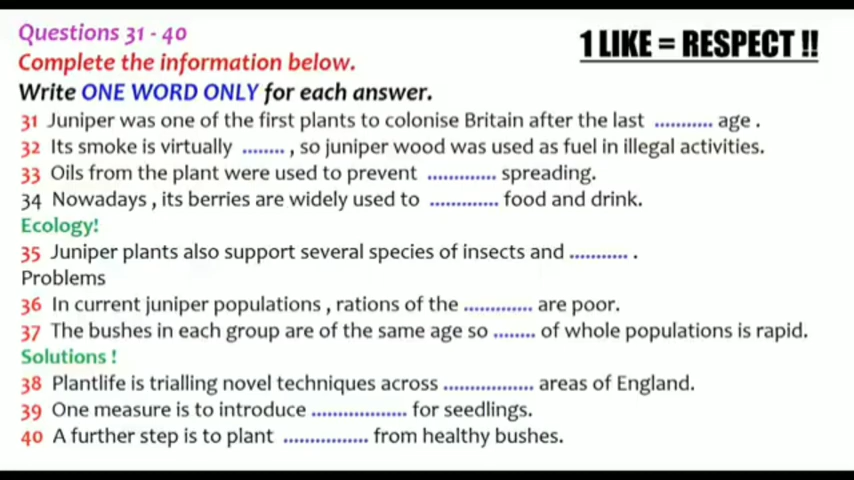 Questions 31 - 40
1 LIKE = RESPECT !!
Complete the information below.
Write ONE WORD ONLY for each answer.
31 Juniper was one of the first plants to colonise Britain after the last ........... age .
32 Its smoke is virtually ........ , so juniper wood was used as fuel in illegal activities.
33 Oils from the plant were used to prevent ............. spreading.
34 Nowadays , its berries are widely used to ............. food and drink.
Ecology!
35 Juniper plants also support several species of insects and ........... .
Problems
36 In current juniper populations , rations of the ............. are poor.
37 The bushes in each group are of the same age so ........ of whole populations is rapid.
Solutions !
38 Plantlife is trialling novel techniques across ................. areas of England.
39 One measure is to introduce .................. for seedlings.
40 A further step is to plant ................ from healthy bushes.